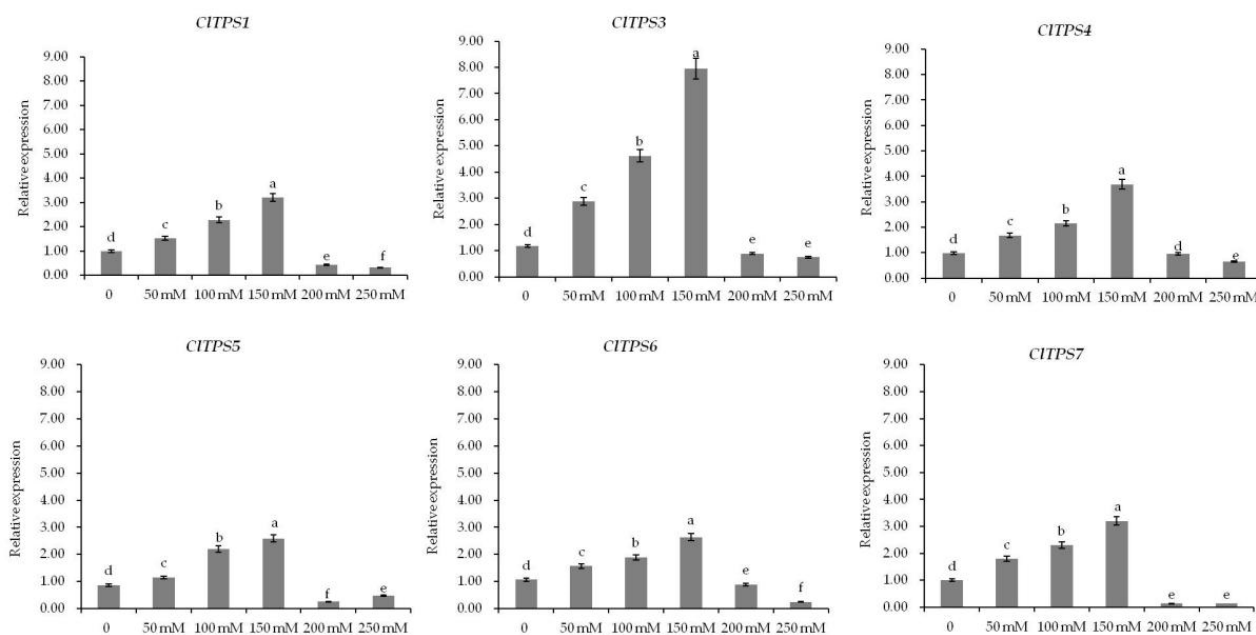 ClTPS1
Relative expression
9.00
8.00
7.00
6.00
5.00
4.00
3.00
2.00
1.00
0.00
d
c
b
a
e
f
0 50 mM 100 mM 150 mM 200 mM 250 mM
ClTPS3
Relative expression
9.00
8.00
7.00
6.00
5.00
4.00
3.00
2.00
1.00
0.00
d
c
b
a
e
e
0 50 mM 100 mM 150 mM 200 mM 250 mM
ClTPS4
Relative expression
9.00
8.00
7.00
6.00
5.00
4.00
3.00
2.00
1.00
0.00
d
c
b
a
d
e
0 50 mM 100 mM 150 mM 200 mM 250 mM
ClTPS5
Relative expression
9.00
8.00
7.00
6.00
5.00
4.00
3.00
2.00
1.00
0.00
d
c
b
a
f
e
0 50 mM 100 mM 150 mM 200 mM 250 mM
ClTPS6
Relative expression
9.00
8.00
7.00
6.00
5.00
4.00
3.00
2.00
1.00
0.00
d
c
b
a
e
f
0 50 mM 100 mM 150 mM 200 mM 250 mM
ClTPS7
Relative expression
9.00
8.00
7.00
6.00
5.00
4.00
3.00
2.00
1.00
0.00
d
c
b
a
e
e
0 50 mM 100 mM 150 mM 200 mM 250 mM